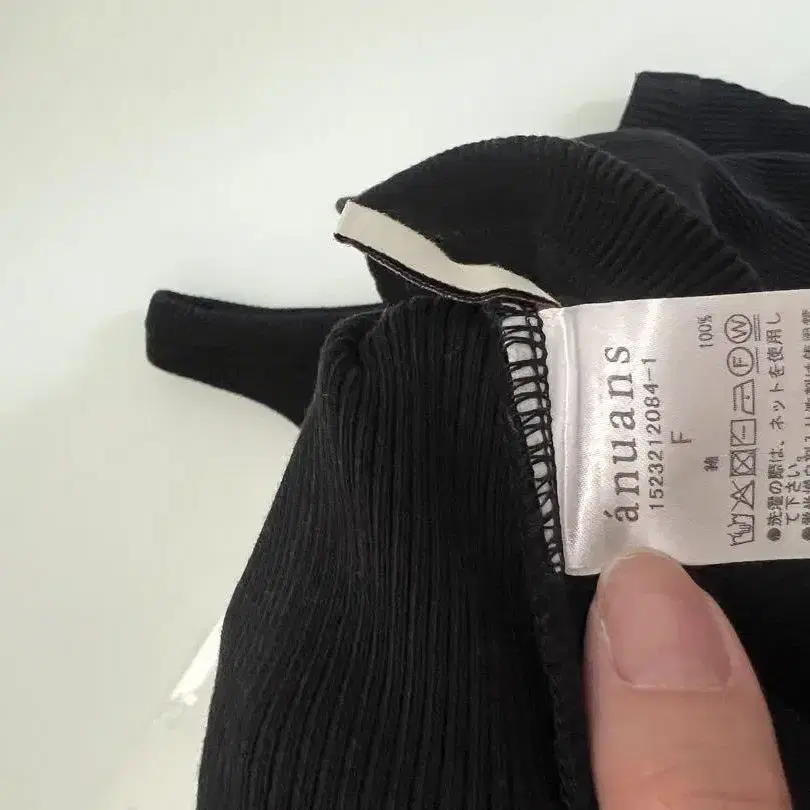 ánuans
1523212084-1
F
綿 100%
F W
●洗濯の際は、ネットを使用し
て下さい。